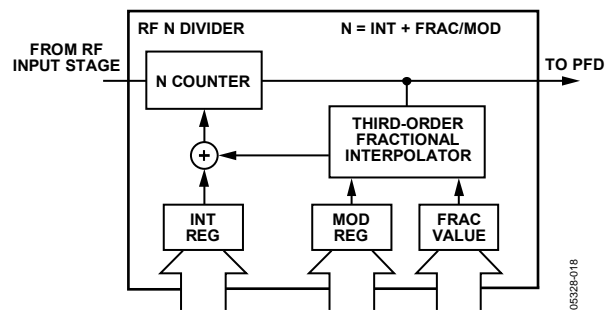 RF N DIVIDER
N = INT + FRAC/MOD
FROM RF
INPUT STAGE
TO PFD
N COUNTER
THIRD-ORDER
FRACTIONAL
INTERPOLATOR
+
INT
REG
MOD
REG
FRAC
VALUE
05328-018